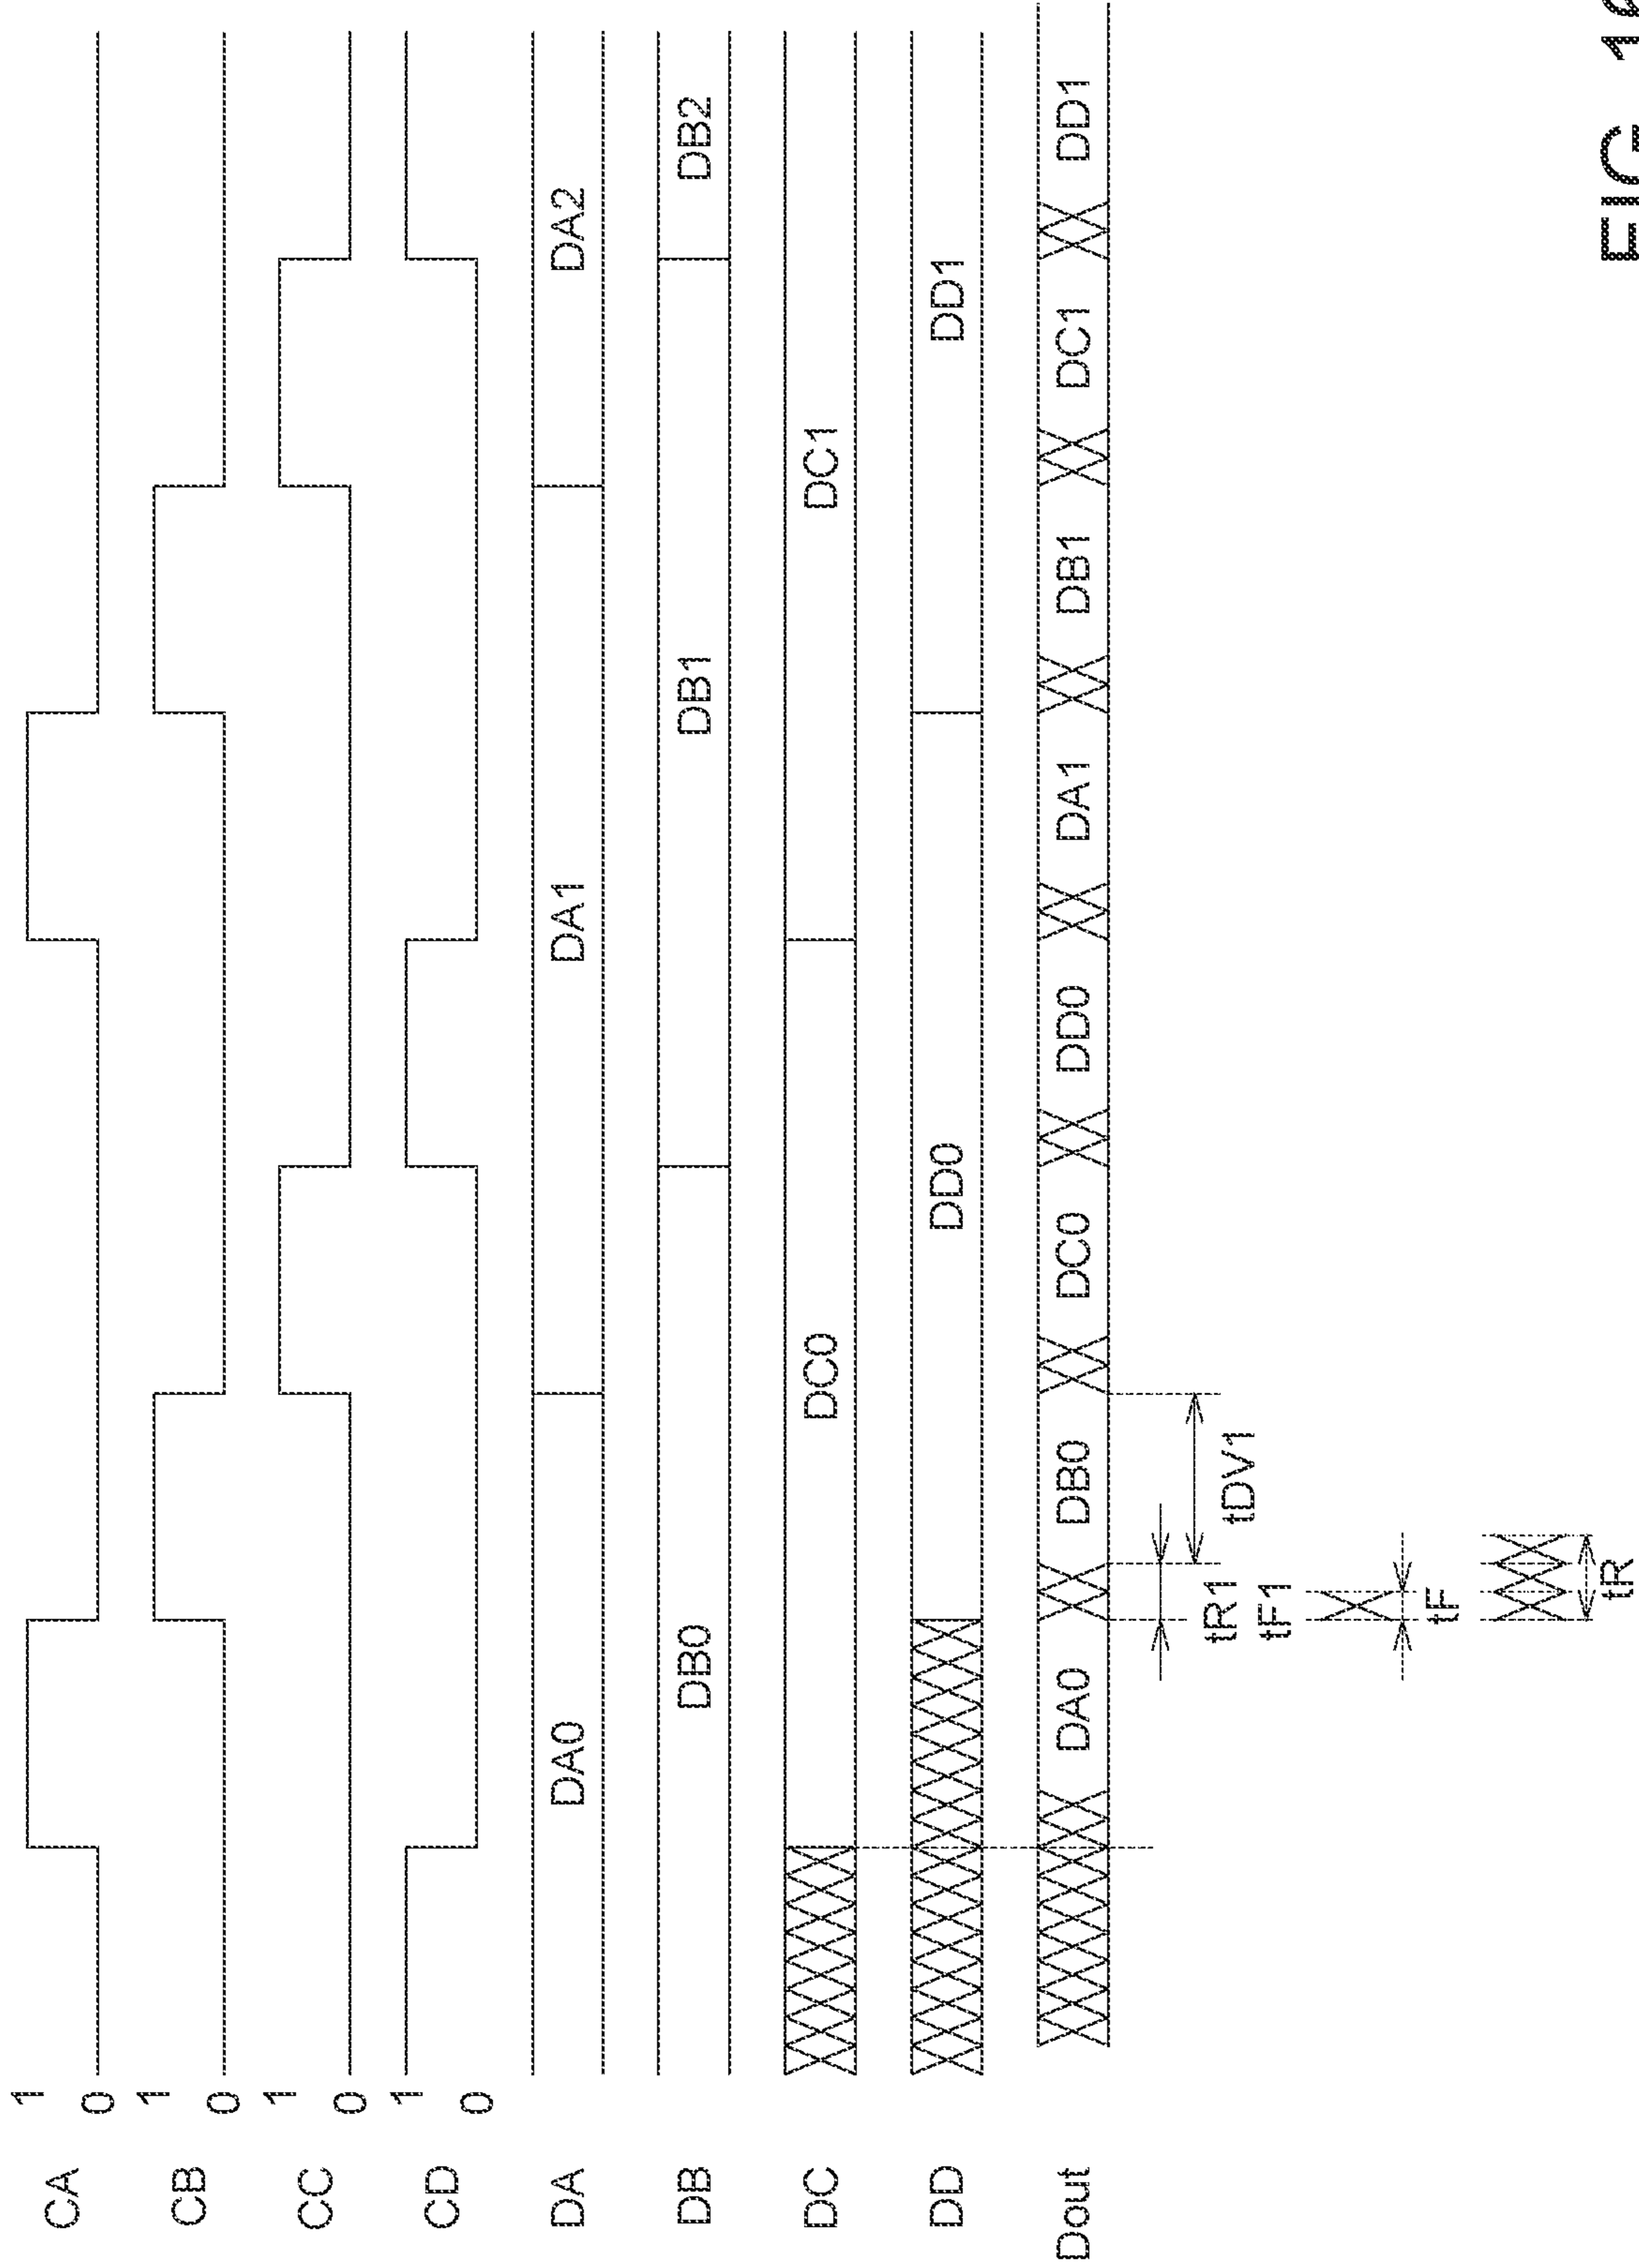 CA 1 0
CB 1 0
CC 1 0
CD 1 0
DA DA0 DA1 DA2
DB DB0 DB1 DB2
DC DC0 DC1
DD DD0 DD1
Dout DA0 DB0 DC0 DD0 DA1 DB1 DC1 DD1
tR1 tDV1
tF1
tF
tR
FIG